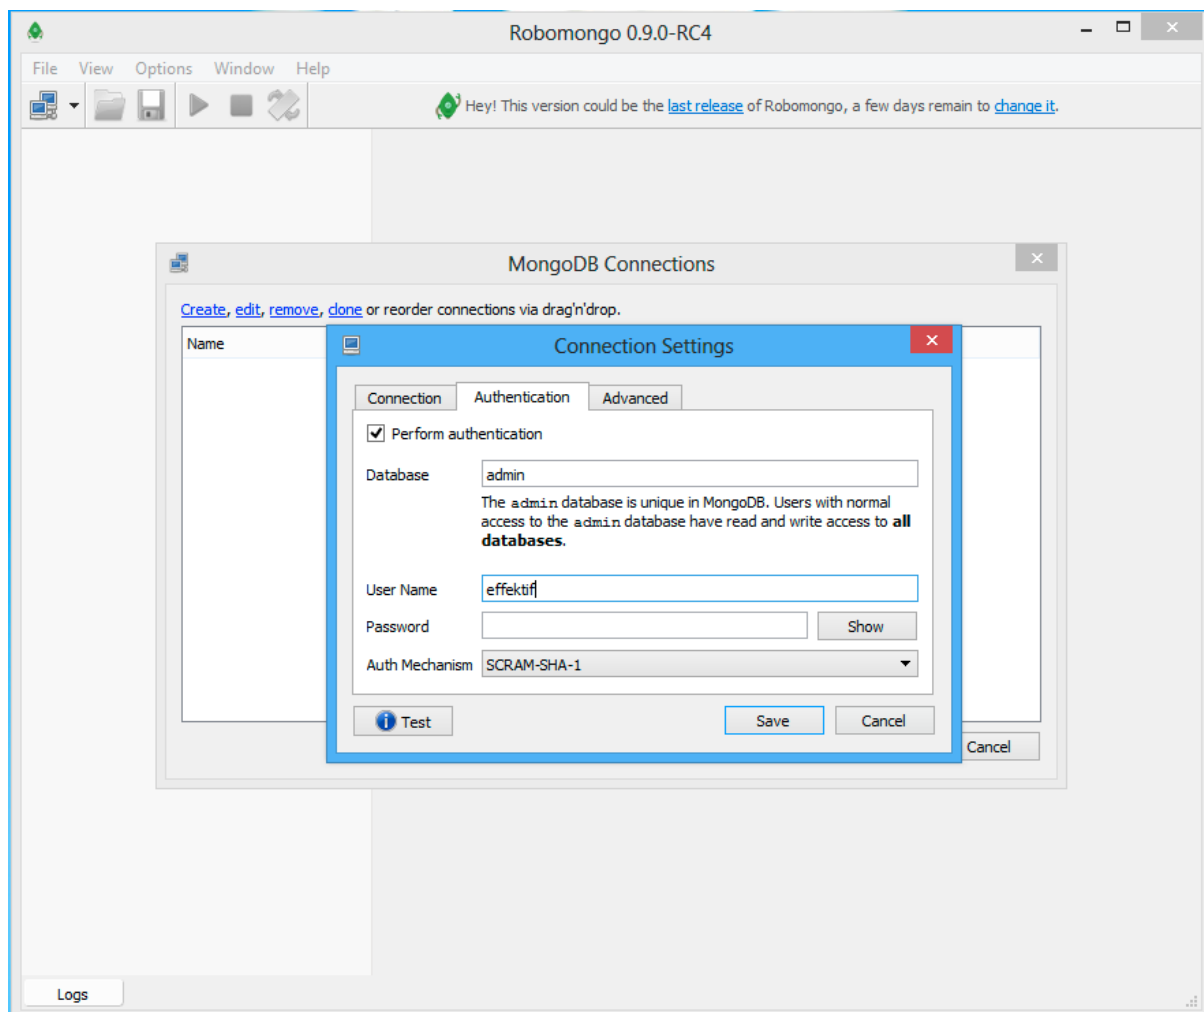 Robomongo 0.9.0-RC4
File View Options Window Help
Hey! This version could be the last release of Robomongo, a few days remain to change it.
MongoDB Connections
Create, edit, remove, clone or reorder connections via drag'n'drop.
Name
Connection Settings
Connection Authentication Advanced
Perform authentication
Database admin
The admin database is unique in MongoDB. Users with normal
access to the admin database have read and write access to all
databases.
User Name effektif
Password Show
Auth Mechanism SCRAM-SHA-1
Test Save Cancel
Cancel
Logs